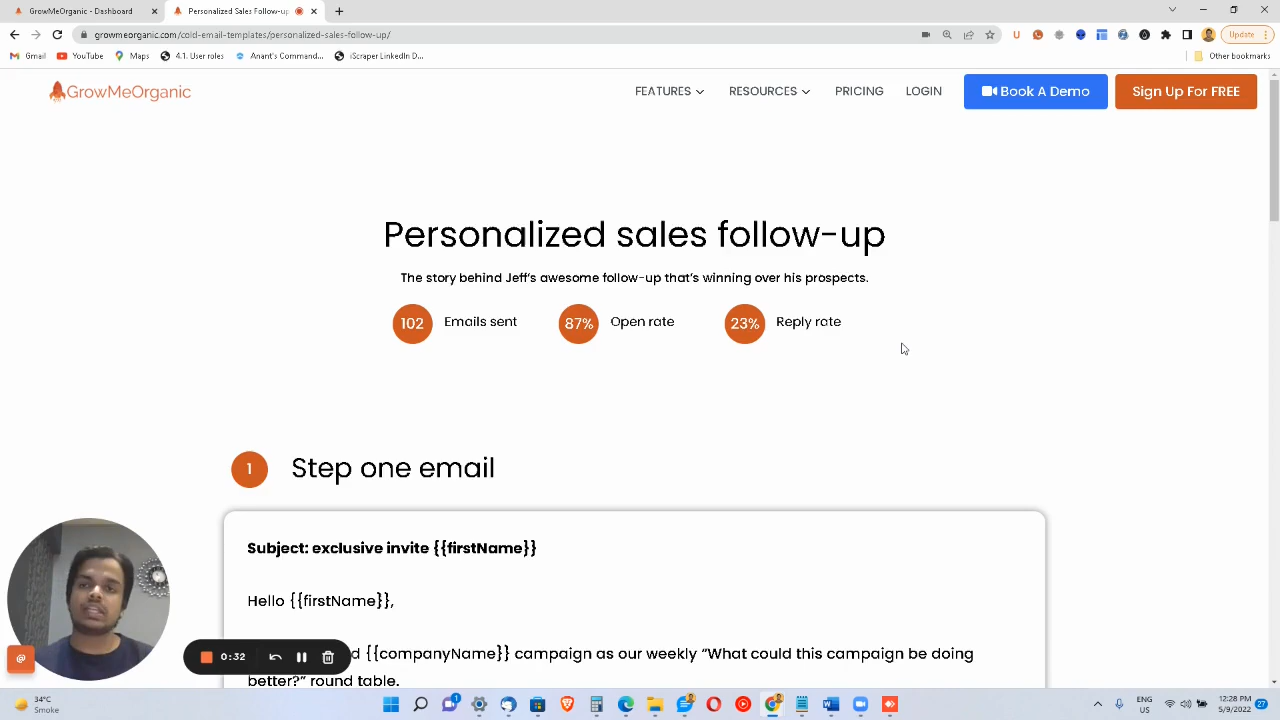 GrowMeOrganic - Dashboard
Personalized Sales Follow-up
growmeorganic.com/cold-email-templates/personalized-sales-follow-up/
Update
Gmail
YouTube
Maps
4.1. User roles
Anant's Command...
iScraper LinkedIn D...
Other bookmarks
GrowMeOrganic
FEATURES
RESOURCES
PRICING
LOGIN
Book A Demo
Sign Up For FREE
Personalized sales follow-up
The story behind Jeff's awesome follow-up that's winning over his prospects.
102 Emails sent
87% Open rate
23% Reply rate
1 Step one email
Subject: exclusive invite {{firstName}}
Hello {{firstName}},
d {{companyName}} campaign as our weekly "What could this campaign be doing
better?" round table.
@
0:32
34°C
Smoke
1
ENG
US
12:28 PM
5/9/2022
27